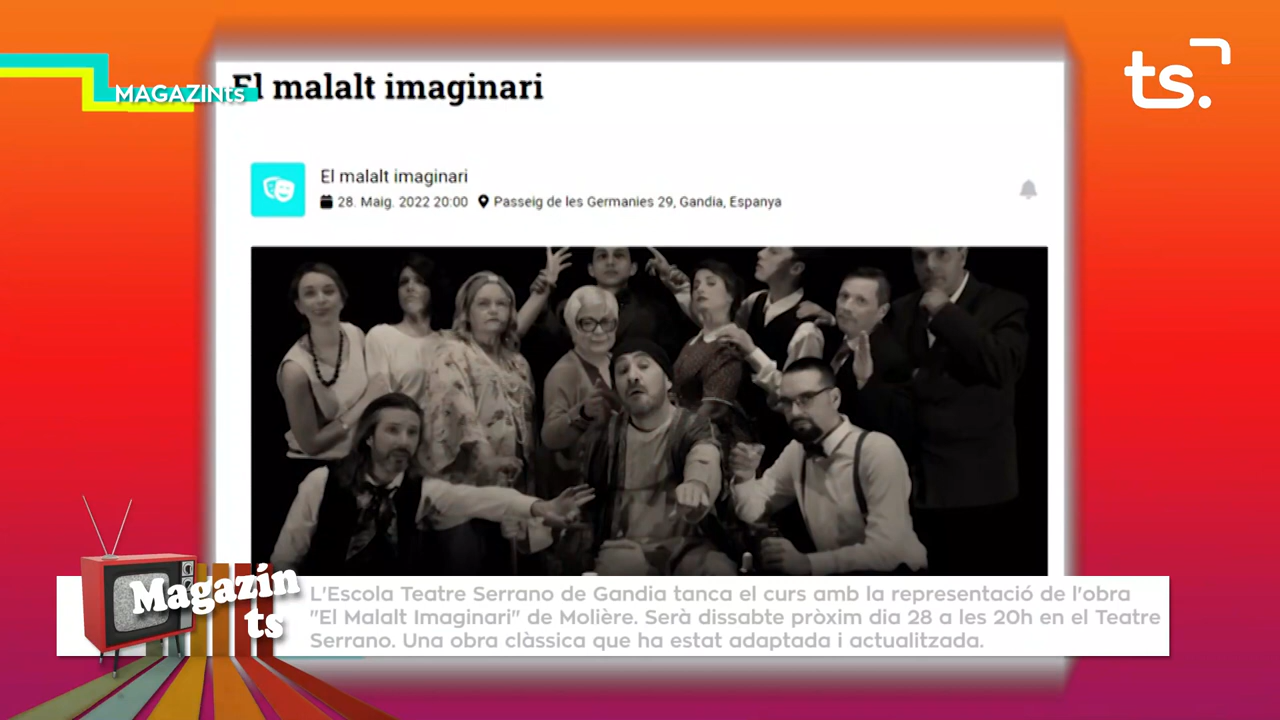 MAGAZINts
ts.
El malalt imaginari
El malalt imaginari
28. Maig. 2022 20:00 Passeig de les Germanies 29, Gandia, Espanya
Magazin
ts
L'Escola Teatre Serrano de Gandia tanca el curs amb la representació de l'obra
"El Malalt Imaginari" de Molière. Serà dissabte pròxim dia 28 a les 20h en el Teatre
Serrano. Una obra clàssica que ha estat adaptada i actualitzada.